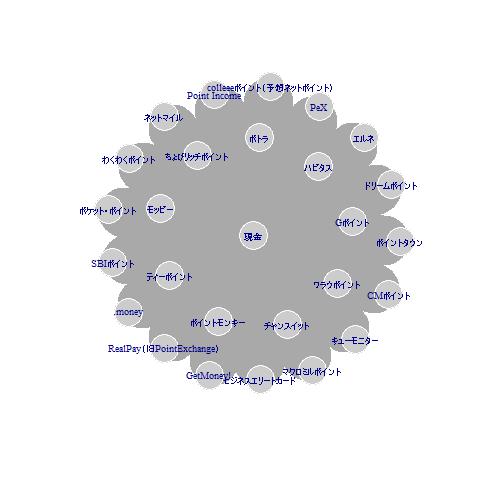 colleeeポイント(予想ネットポイント)
Point Income
PeX
ネットマイル
ポトラ
エルネ
わくわくポイント
ちょびリッチポイント
ハピタス
ドリームポイント
ポケット・ポイント
モッピー
Gポイント
現金
ポイントタウン
SBIポイント
ティーポイント
ワラウポイント
CMポイント
.money
ポイントモンキー
チャンスイット
キューモニター
RealPay(旧PointExchange)
マクロミルポイント
GetMoney!
ビジネスエリートカード